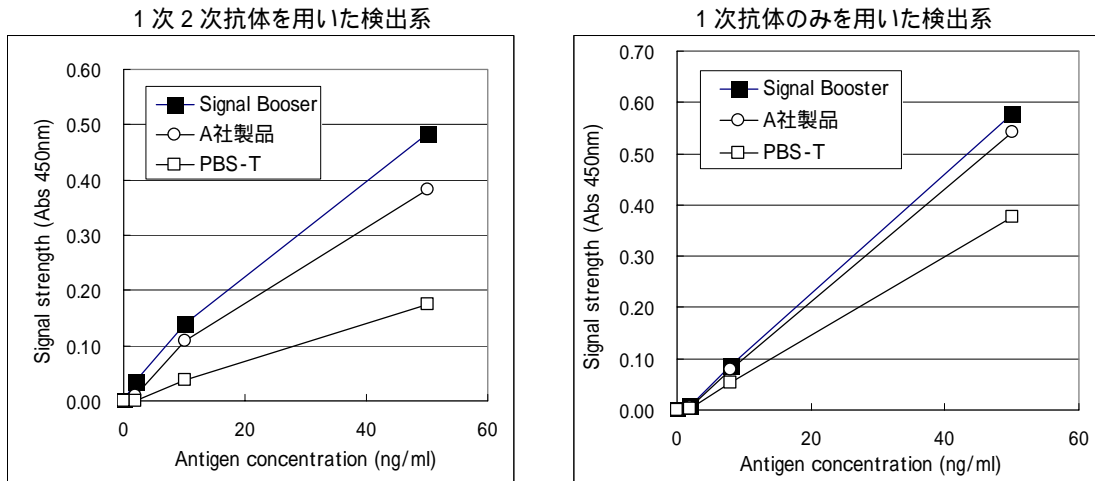 1次2次抗体を用いた検出系
0.60
0.50
0.40
0.30
0.20
0.10
0.00
Signal strength (Abs 450nm)
Signal Booser
A社製品
PBS-T
0
20
40
60
Antigen concentration (ng/ml)
1次抗体のみを用いた検出系
0.70
0.60
0.50
0.40
0.30
0.20
0.10
0.00
Signal strength (Abs 450nm)
Signal Booster
A社製品
PBS-T
0
20
40
60
Antigen concentration (ng/ml)